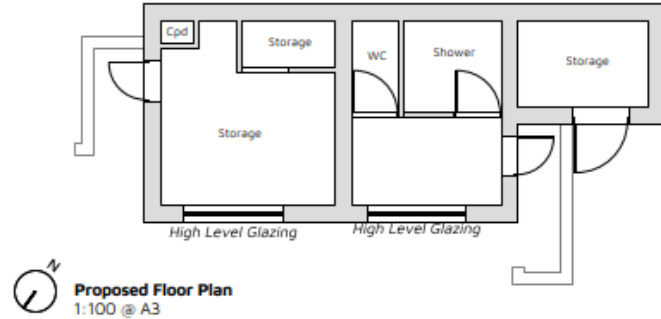 Cpd
Storage
WC
Shower
Storage
Storage
High Level Glazing
High Level Glazing
N
Proposed Floor Plan
1:100 @ A3